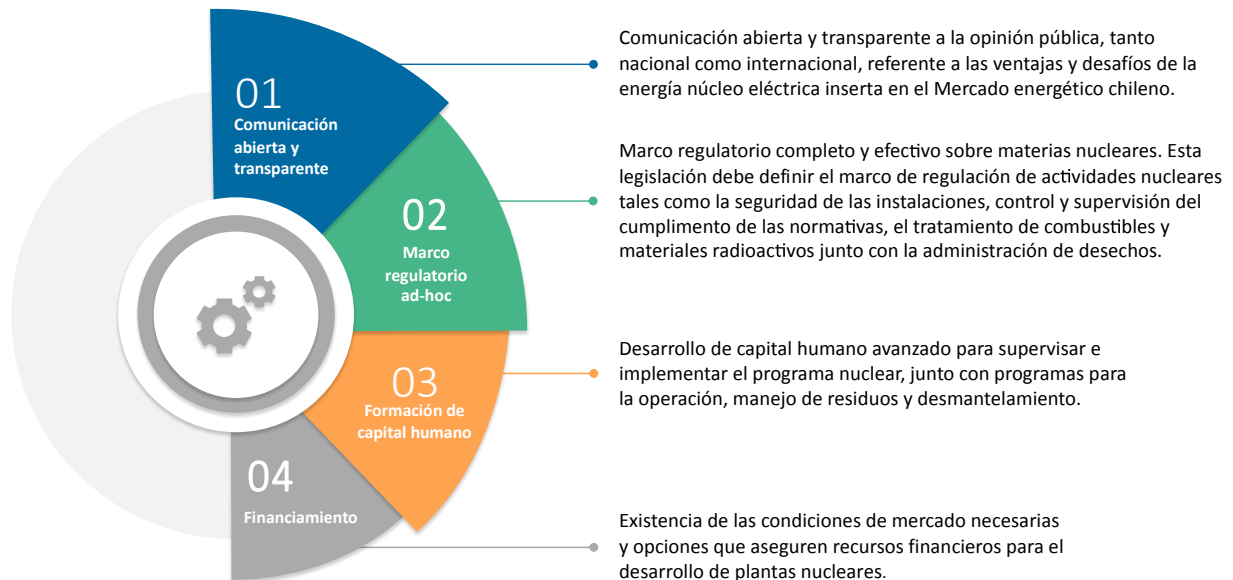 01
Comunicación
abierta y
transparente
Comunicación abierta y transparente a la opinión pública, tanto
nacional como internacional, referente a las ventajas y desafíos de la
energía núcleo eléctrica inserta en el Mercado energético chileno.
02
Marco
regulatorio
ad-hoc
Marco regulatorio completo y efectivo sobre materias nucleares. Esta
legislación debe definir el marco de regulación de actividades nucleares
tales como la seguridad de las instalaciones, control y supervisión del
cumplimento de las normativas, el tratamiento de combustibles y
materiales radioactivos junto con la administración de desechos.
03
Formación de
capital humano
Desarrollo de capital humano avanzado para supervisar e
implementar el programa nuclear, junto con programas para
la operación, manejo de residuos y desmantelamiento.
04
Financiamiento
Existencia de las condiciones de mercado necesarias
y opciones que aseguren recursos financieros para el
desarrollo de plantas nucleares.